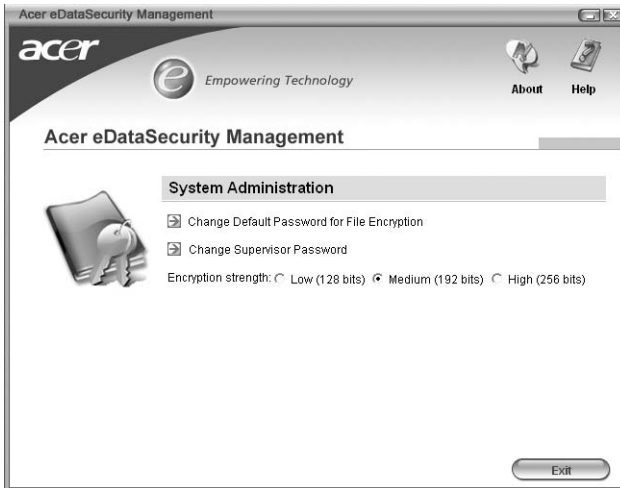 Acer eDataSecurity Management
acer
e Empowering Technology
About Help
Acer eDataSecurity Management
System Administration
Change Default Password for File Encryption
Change Supervisor Password
Encryption strength: Low (128 bits) Medium (192 bits) High (256 bits)
Exit